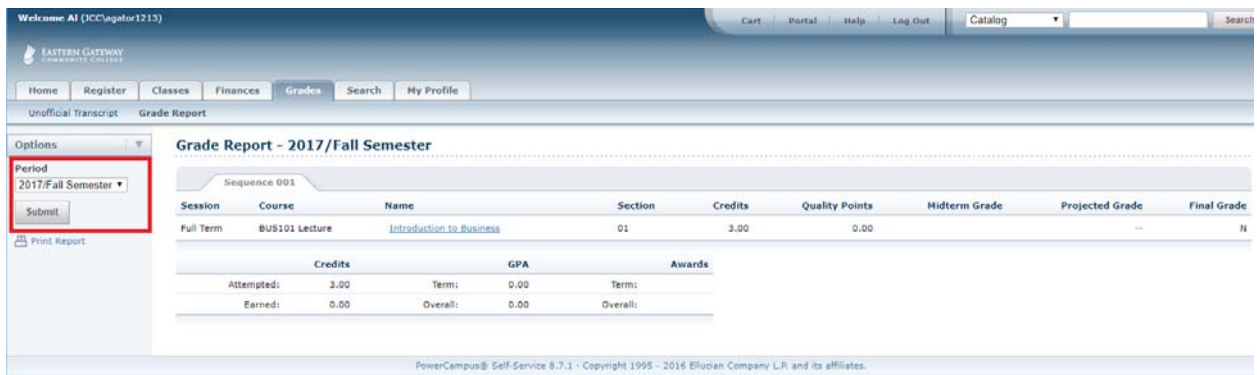 Welcome Al (JCC\agator1213)
Cart Portal Help Log Out Catalog Search
EASTERN GATEWAY
COMMUNITY COLLEGE
Home Register Classes Finances Grades Search My Profile
Unofficial Transcript Grade Report
Options
Period
2017/Fall Semester
Submit
Print Report
Grade Report - 2017/Fall Semester
Sequence 001
Session Course Name Section Credits Quality Points Midterm Grade Projected Grade Final Grade
Full Term BUS101 Lecture Introduction to Business 01 3.00 0.00 -- N
Credits GPA Awards
Attempted: 3.00 Term: 0.00 Term:
Earned: 0.00 Overall: 0.00 Overall:
PowerCampus® Self-Service 8.7.1 - Copyright 1995 - 2016 Ellucian Company L.P. and its affiliates.